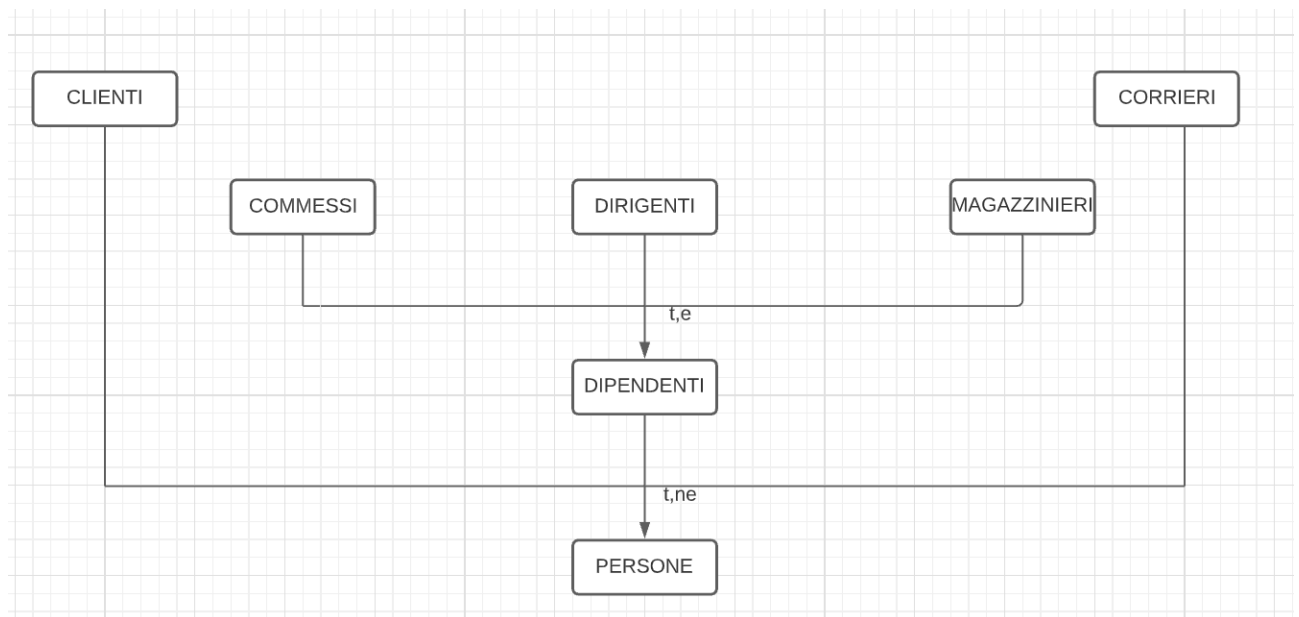 CLIENTI
CORRIERI
COMMESSI
DIRIGENTI
MAGAZZINIERI
t,e
DIPENDENTI
t,ne
PERSONE